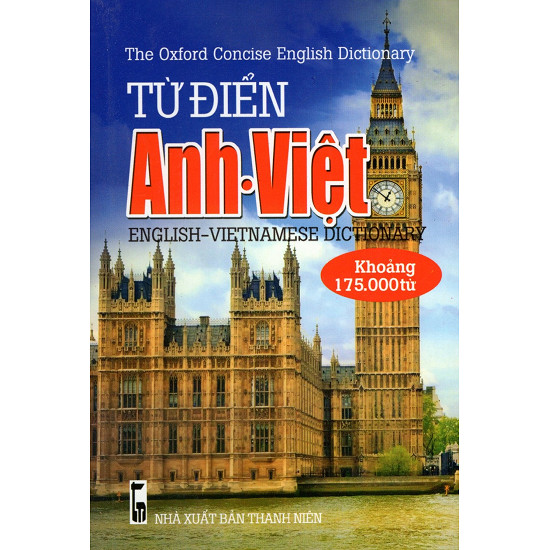 The Oxford Concise English Dictionary
TỪ ĐIỂN
Anh·Việt
ENGLISH-VIETNAMESE DICTIONARY
Khoảng
175.000 từ
NHÀ XUẤT BẢN THANH NIÊN